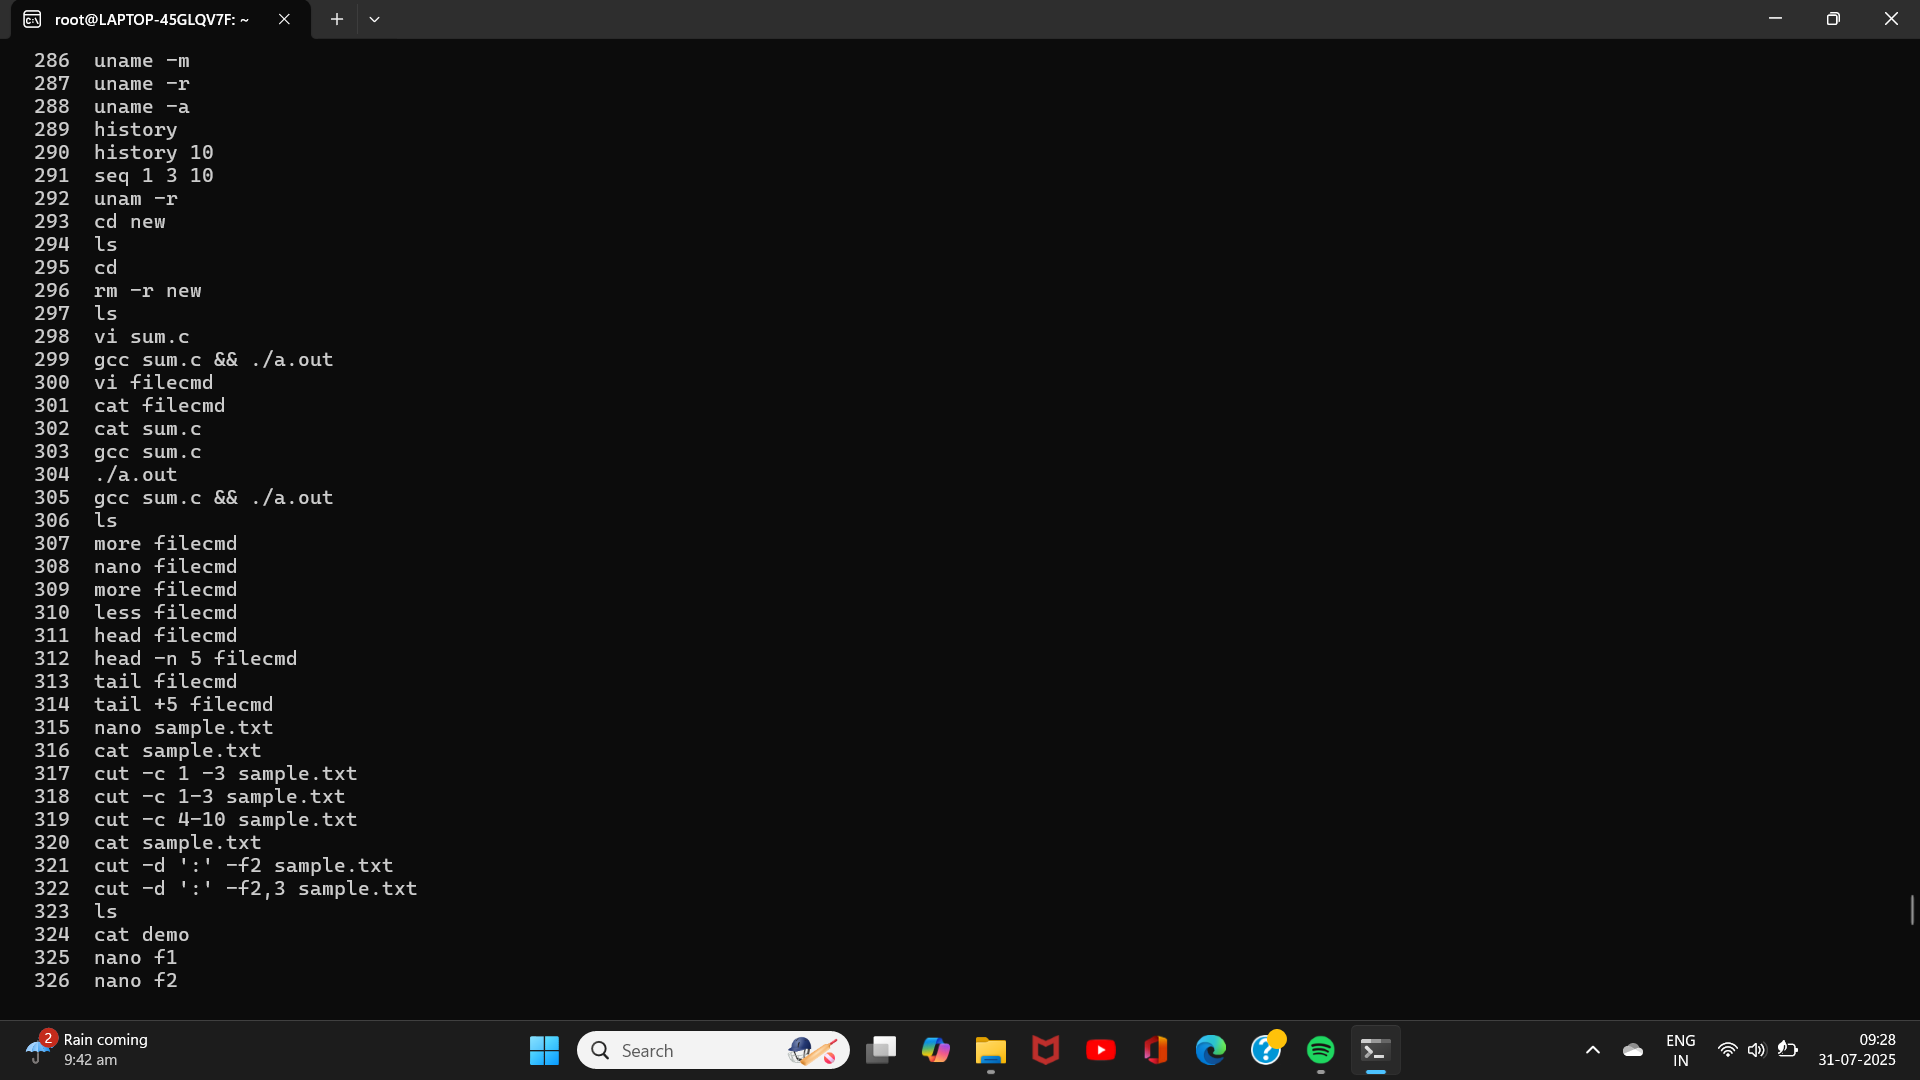 root@LAPTOP-45GLQV7F: ~
286 uname -m
287 uname -r
288 uname -a
289 history
290 history 10
291 seq 1 3 10
292 unam -r
293 cd new
294 ls
295 cd
296 rm -r new
297 ls
298 vi sum.c
299 gcc sum.c && ./a.out
300 vi filecmd
301 cat filecmd
302 cat sum.c
303 gcc sum.c
304 ./a.out
305 gcc sum.c && ./a.out
306 ls
307 more filecmd
308 nano filecmd
309 more filecmd
310 less filecmd
311 head filecmd
312 head -n 5 filecmd
313 tail filecmd
314 tail +5 filecmd
315 nano sample.txt
316 cat sample.txt
317 cut -c 1 -3 sample.txt
318 cut -c 1-3 sample.txt
319 cut -c 4-10 sample.txt
320 cat sample.txt
321 cut -d ':' -f2 sample.txt
322 cut -d ':' -f2,3 sample.txt
323 ls
324 cat demo
325 nano f1
326 nano f2
2 Rain coming
9:42 am
Search
ENG
IN
09:28
31-07-2025